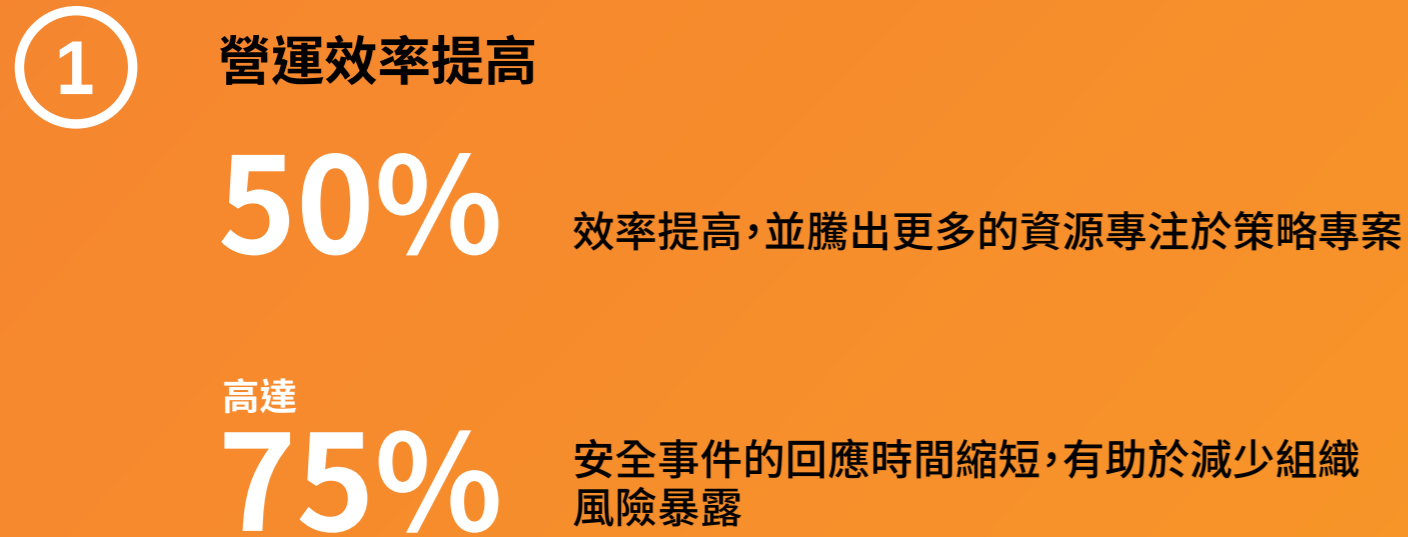 1
營運效率提高
50%
效率提高，並騰出更多的資源專注於策略專案
高達
75%
安全事件的回應時間縮短，有助於減少組織
風險暴露